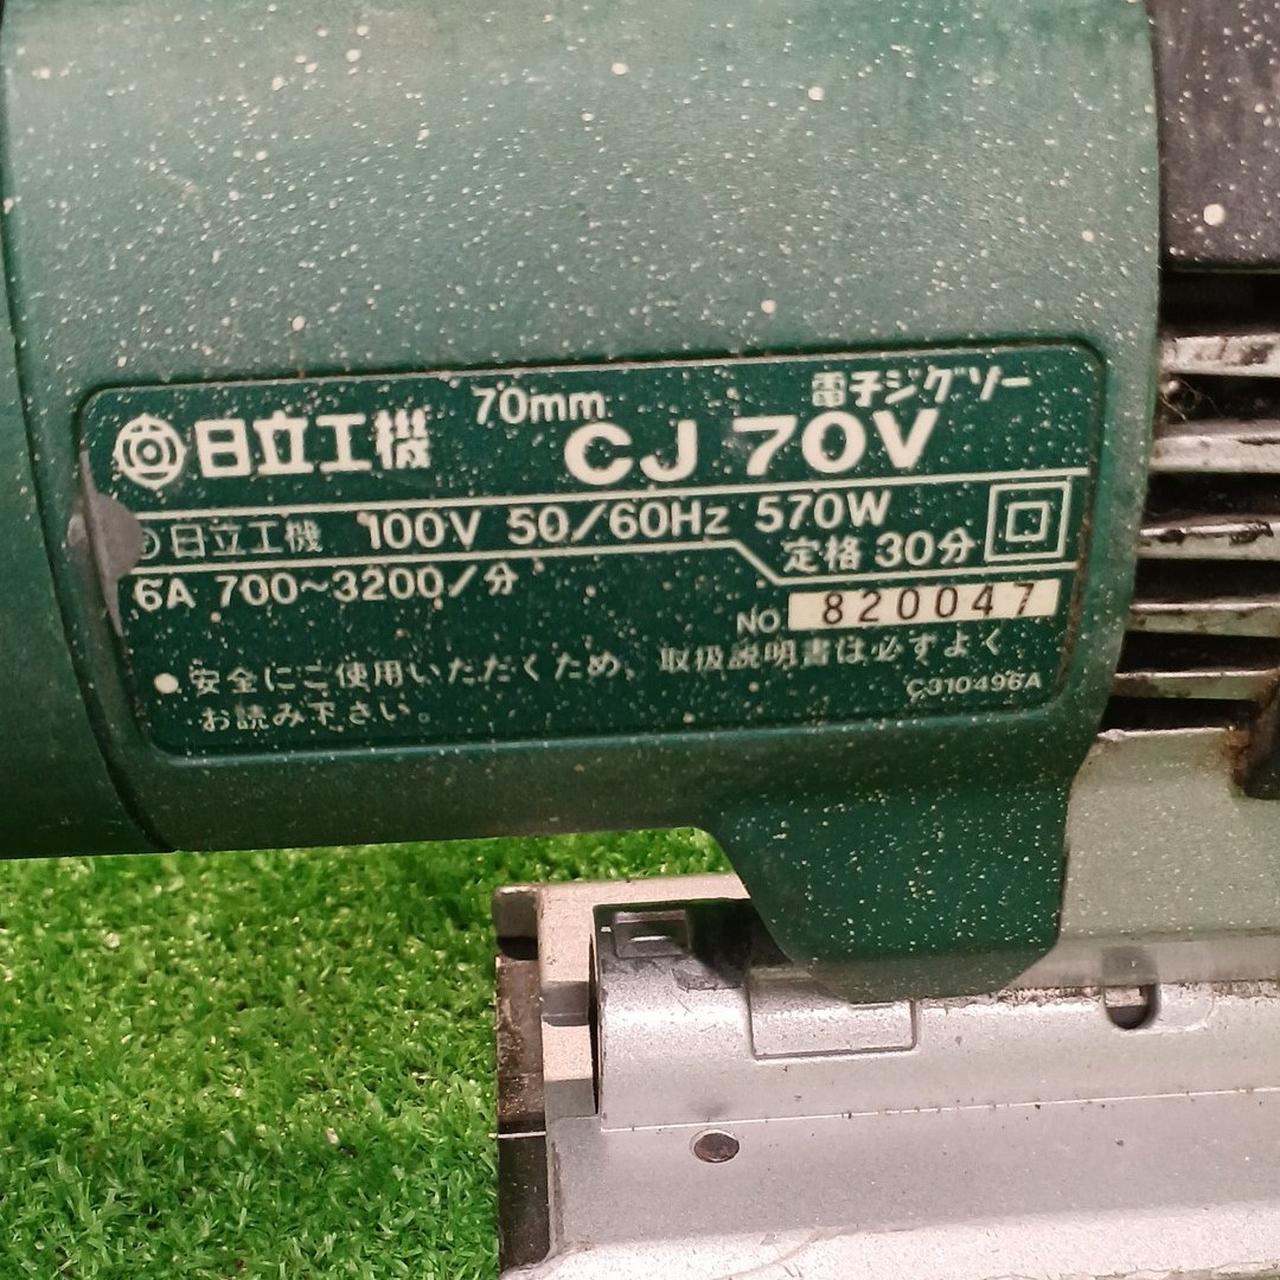 日立工機 70mm 電子ジグソー
CJ 70V
日立工機 100V 50/60Hz 570W
定格 30分
6A 700~3200/分
NO. 820047
●安全にご使用いただくため、取扱説明書は必ずよく
お読み下さい。
C310496A